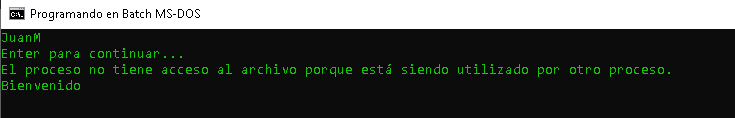 Programando en Batch MS-DOS
JuanM
Enter para continuar...
El proceso no tiene acceso al archivo porque está siendo utilizado por otro proceso.
Bienvenido